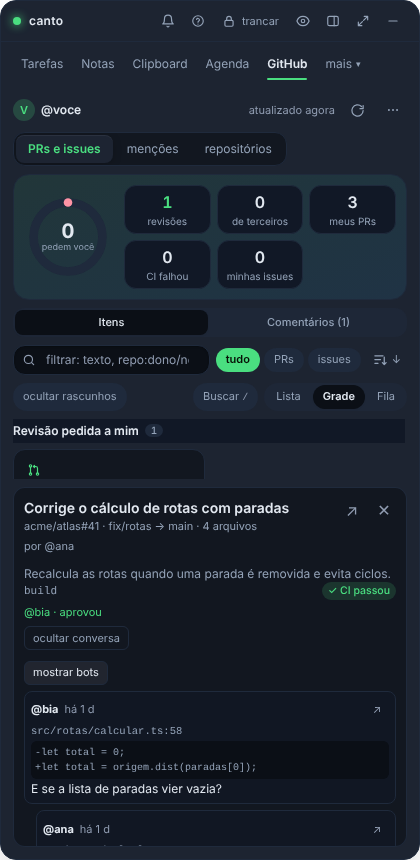 canto
trancar
Tarefas Notas Clipboard Agenda GitHub mais ▾
V @voce atualizado agora
PRs e issues menções repositórios
0
pedem você
1
revisões
0
de terceiros
3
meus PRs
0
CI falhou
0
minhas issues
Itens Comentários (1)
filtrar: texto, repo:dono/n
tudo PRs issues
ocultar rascunhos Buscar / Lista Grade Fila
Revisão pedida a mim 1
Corrige o cálculo de rotas com paradas
acme/atlas#41 · fix/rotas → main · 4 arquivos
por @ana
Recalcula as rotas quando uma parada é removida e evita ciclos.
build ✓ CI passou
@bia · aprovou
ocultar conversa
mostrar bots
@bia há 1 d
src/rotas/calcular.ts:58
-let total = 0;
+let total = origem.dist(paradas[0]);
E se a lista de paradas vier vazia?
@ana há 1 d